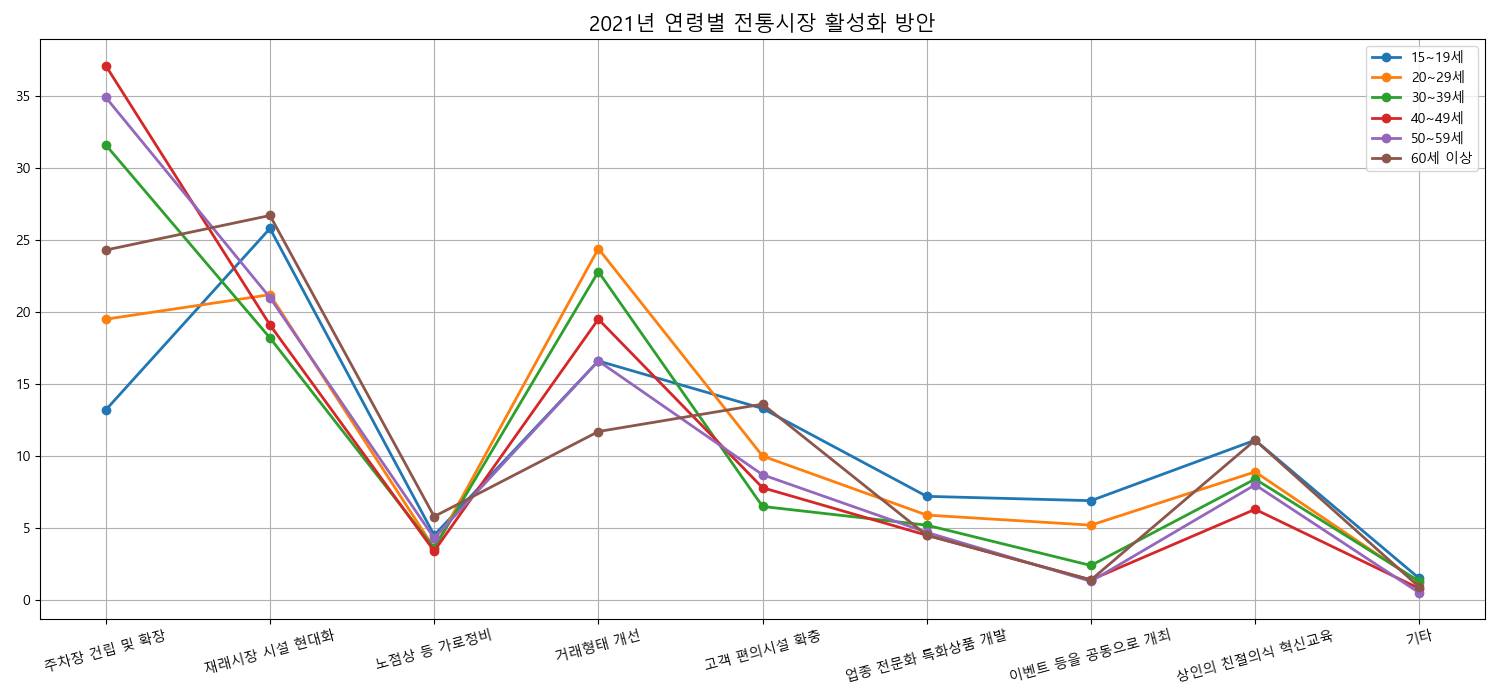 2021년 연령별 전통시장 활성화 방안
15~19세
20~29세
30~39세
40~49세
50~59세
60세 이상
35
30
25
20
15
10
5
0
주차장 건립 및 확장
재래시장 시설 현대화
노점상 등 가로정비
거래형태 개선
고객 편의시설 확충
업종 전문화 특화상품 개발
이벤트 등을 공동으로 개최
상인의 친절의식 혁신교육
기타